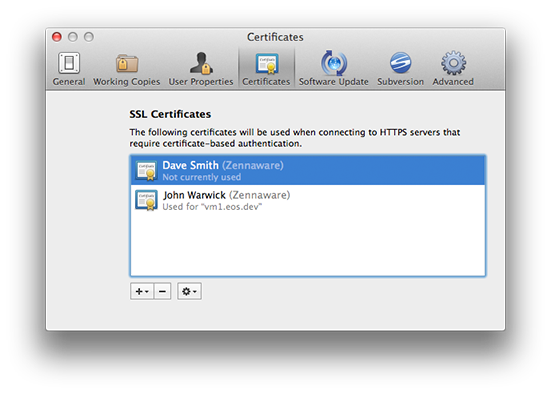 Certificates
General Working Copies User Properties Certificates Software Update Subversion Advanced
SSL Certificates
The following certificates will be used when connecting to HTTPS servers that
require certificate-based authentication.
Dave Smith (Zennaware)
Not currently used
John Warwick (Zennaware)
Used for “vm1.eos.dev”